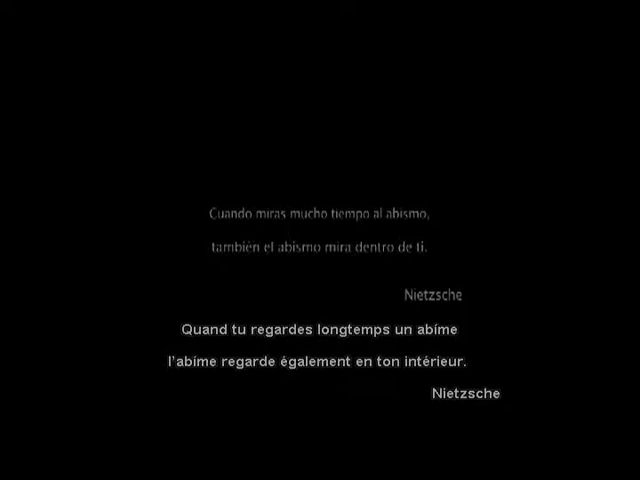 Cuando miras mucho tiempo al abismo,
también el abismo mira dentro de ti.
Nietzsche
Quand tu regardes longtemps un abíme
l'abíme regarde également en ton intérieur.
Nietzsche